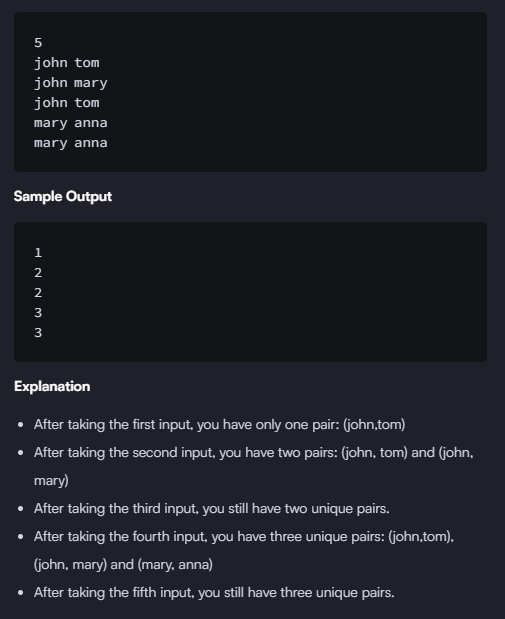 5
john tom
john mary
john tom
mary anna
mary anna
Sample Output
1
2
2
3
3
Explanation
• After taking the first input, you have only one pair: (john,tom)
• After taking the second input, you have two pairs: (john, tom) and (john,
mary)
• After taking the third input, you still have two unique pairs.
• After taking the fourth input, you have three unique pairs: (john,tom),
(john, mary) and (mary, anna)
• After taking the fifth input, you still have three unique pairs.